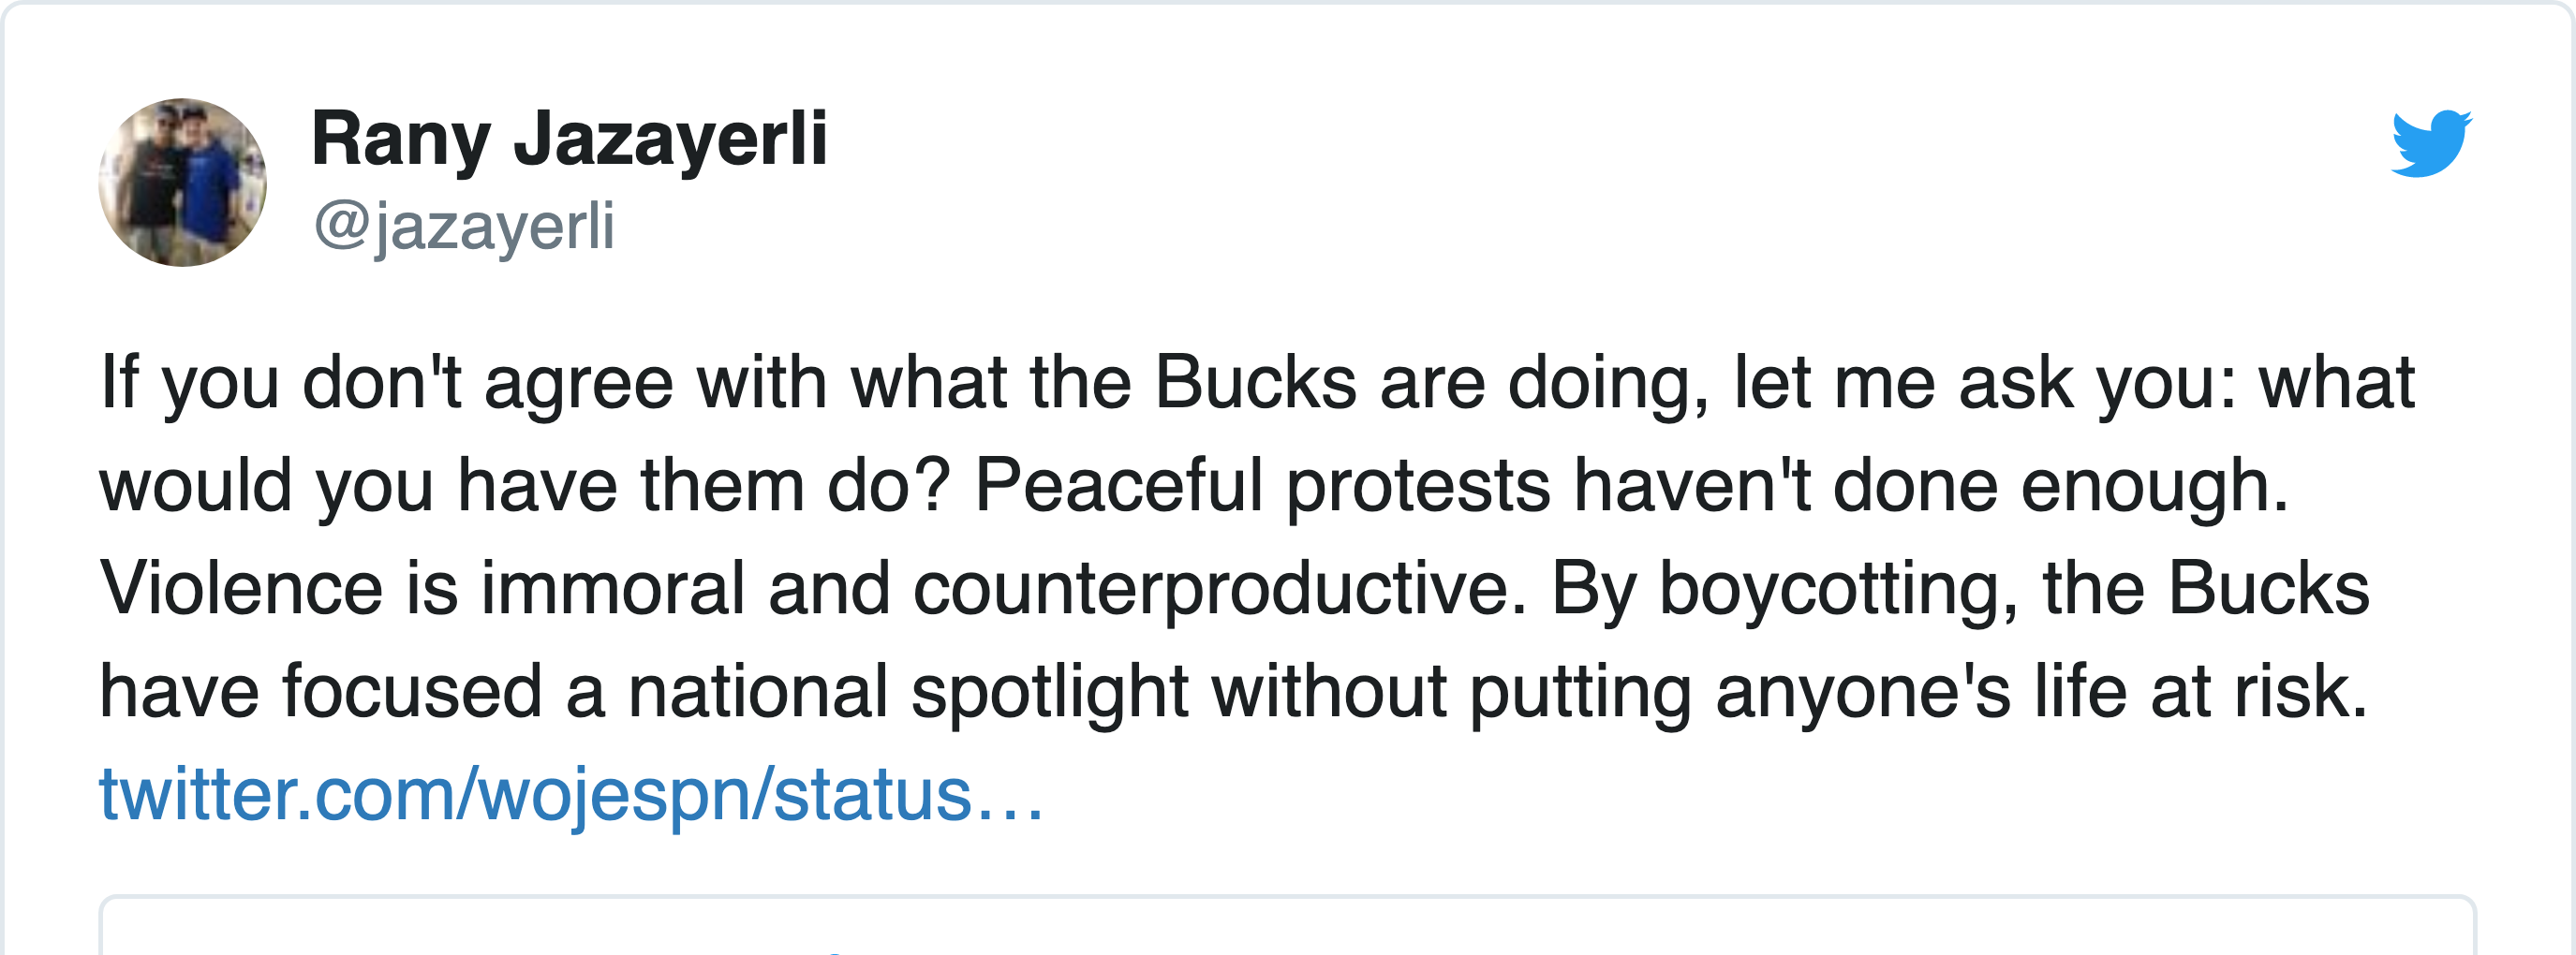 Rany Jazayerli
@jazayerli
If you don't agree with what the Bucks are doing, let me ask you: what
would you have them do? Peaceful protests haven't done enough.
Violence is immoral and counterproductive. By boycotting, the Bucks
have focused a national spotlight without putting anyone's life at risk.
twitter.com/wojespn/status…